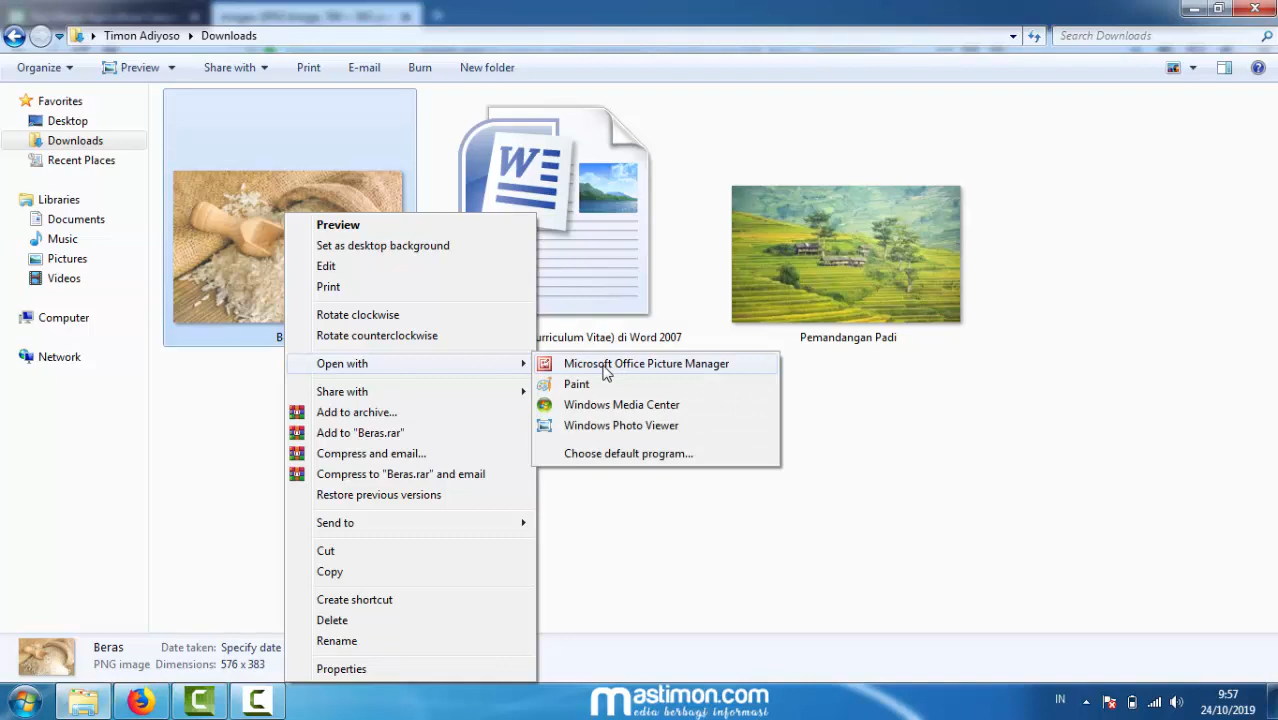 Timon Adiyoso Downloads
Search Downloads
Organize Preview Share with Print E-mail Burn New folder
Favorites
Desktop
Downloads
Recent Places
Libraries
Documents
Music
Pictures
Videos
Computer
Network
W
urriculum Vitae) di Word 2007
Pemandangan Padi
B
Preview
Set as desktop background
Edit
Print
Rotate clockwise
Rotate counterclockwise
Open with
Share with
Add to archive...
Add to "Beras.rar"
Compress and email...
Compress to "Beras.rar" and email
Restore previous versions
Send to
Cut
Copy
Create shortcut
Delete
Rename
Properties
Microsoft Office Picture Manager
Paint
Windows Media Center
Windows Photo Viewer
Choose default program...
Beras Date taken: Specify date
PNG image Dimensions: 576 x 383
mastimon.com
media berbagi informasi
IN
9:57
24/10/2019